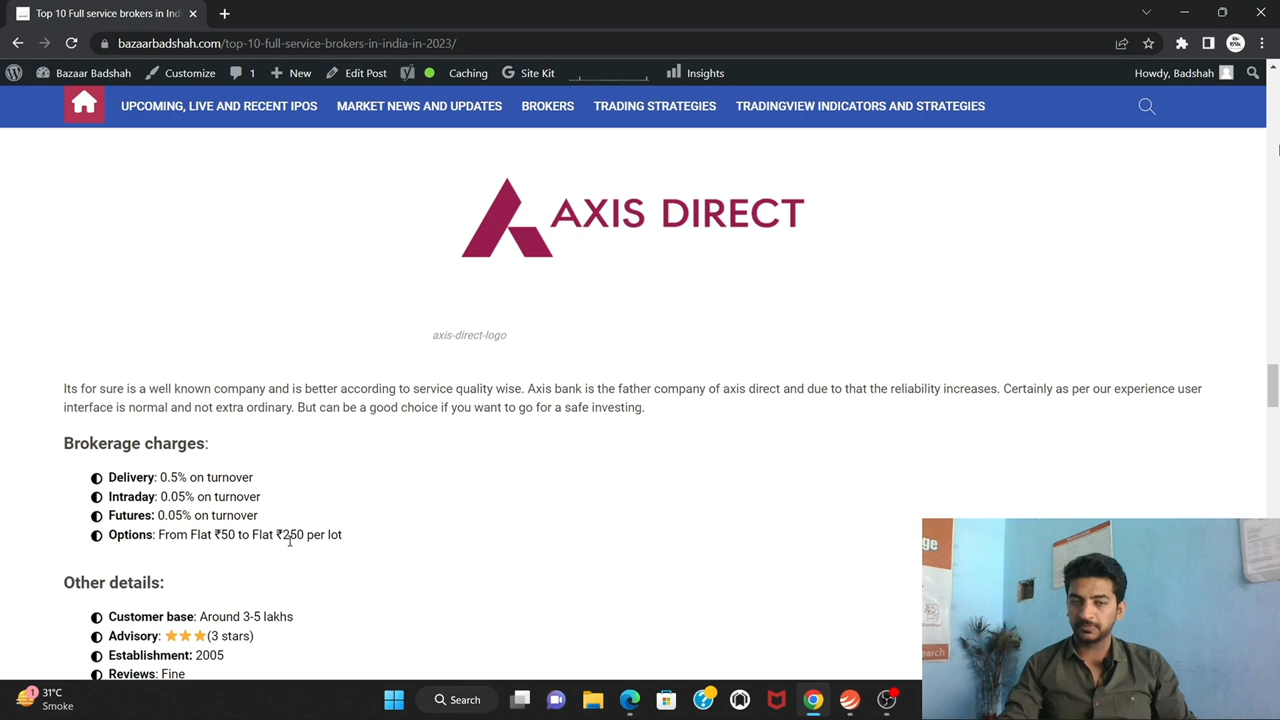 Top 10 Full service brokers in Indi
bazaarbadshah.com/top-10-full-service-brokers-in-india-in-2023/
Bazaar Badshah Customize 1 New Edit Post Caching Site Kit Insights Howdy, Badshah
UPCOMING, LIVE AND RECENT IPOS MARKET NEWS AND UPDATES BROKERS TRADING STRATEGIES TRADINGVIEW INDICATORS AND STRATEGIES
AXIS DIRECT
axis-direct-logo
Its for sure is a well known company and is better according to service quality wise. Axis bank is the father company of axis direct and due to that the reliability increases. Certainly as per our experience user
interface is normal and not extra ordinary. But can be a good choice if you want to go for a safe investing.
Brokerage charges:
Delivery: 0.5% on turnover
Intraday: 0.05% on turnover
Futures: 0.05% on turnover
Options: From Flat ₹50 to Flat ₹250 per lot
Other details:
Customer base: Around 3-5 lakhs
Advisory: ⭐⭐⭐(3 stars)
Establishment: 2005
Reviews: Fine
ge
search
1
31°C
Smoke
Search